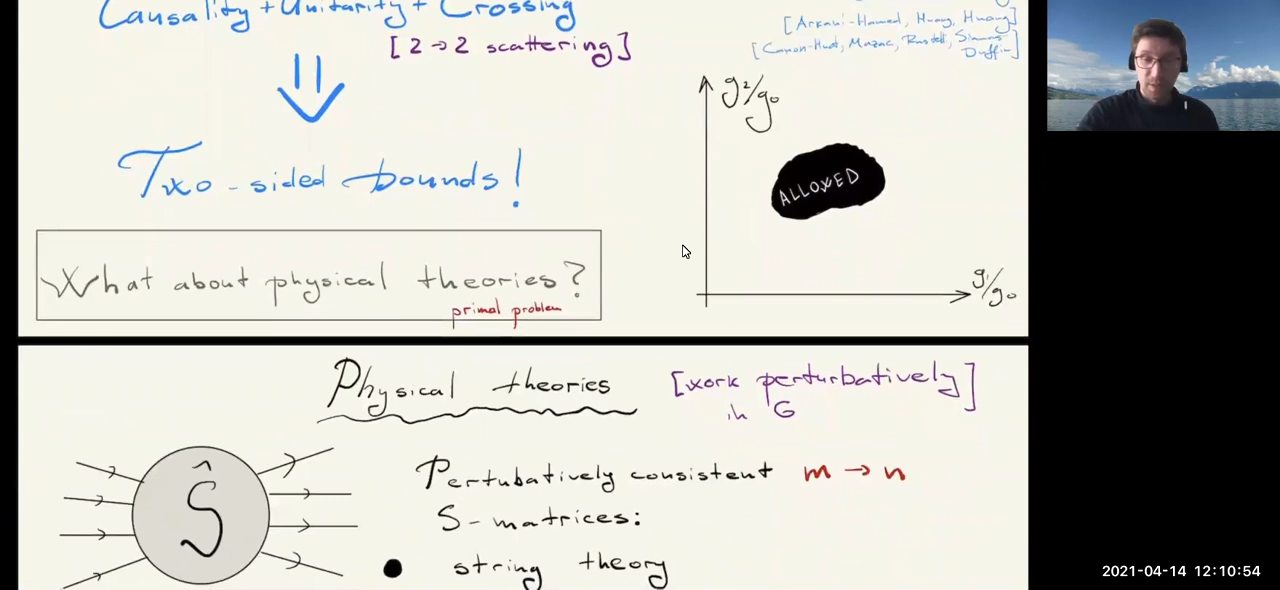 Causality + Unitarity + Crossing
[2 → 2 scattering]
[Arkani-Hamed, Huang, Huang]
[Caron-Huot, Mazac, Rastelli, Simmons
Duffin]
g2/g0
Two-sided bounds!
ALLOWED
What about physical theories?
primal problem
g1/g0
Physical theories
[work perturbatively]
in G
Ŝ
Pertubatively consistent m → n
S-matrices:
● string theory
2021-04-14 12:10:54